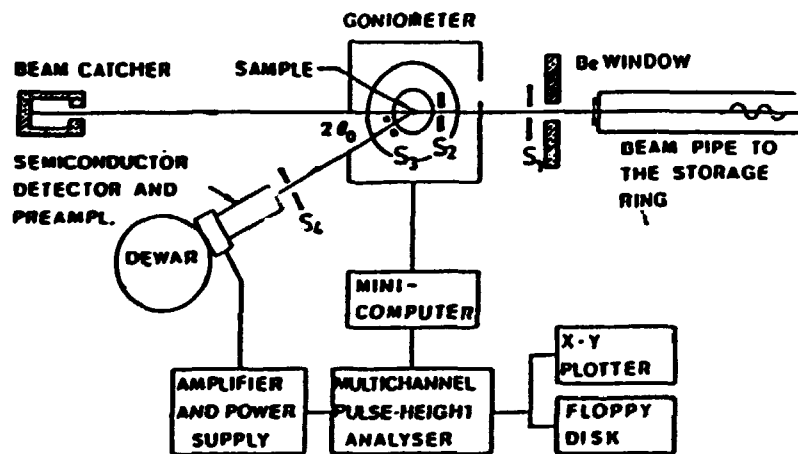 GONIOMETER
BEAM CATCHER
SAMPLE
Be WINDOW
2θ₀
S₃
S₂
S₁
BEAM PIPE TO
THE STORAGE
RING
SEMICONDUCTOR
DETECTOR AND
PREAMPL.
S₄
DEWAR
MINI-
COMPUTER
AMPLIFIER
AND POWER
SUPPLY
MULTICHANNEL
PULSE-HEIGHT
ANALYSER
X-Y
PLOTTER
FLOPPY
DISK